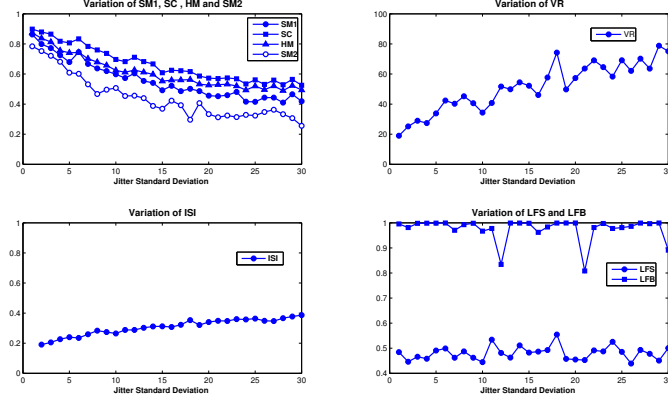 Variation of SM1, SC , HM and SM2
1
0.8
0.6
0.4
0.2
0
0 5 10 15 20 25 30
Jitter Standard Deviation
SM1
SC
HM
SM2
Variation of VR
100
80
60
40
20
0
0 5 10 15 20 25 30
Jitter Standard Deviation
VR
Variation of ISI
1
0.8
0.6
0.4
0.2
0
0 5 10 15 20 25 30
Jitter Standard Deviation
ISI
Variation of LFS and LFB
1
0.9
0.8
0.7
0.6
0.5
0.4
0 5 10 15 20 25 30
Jitter Standard Deviation
LFS
LFB